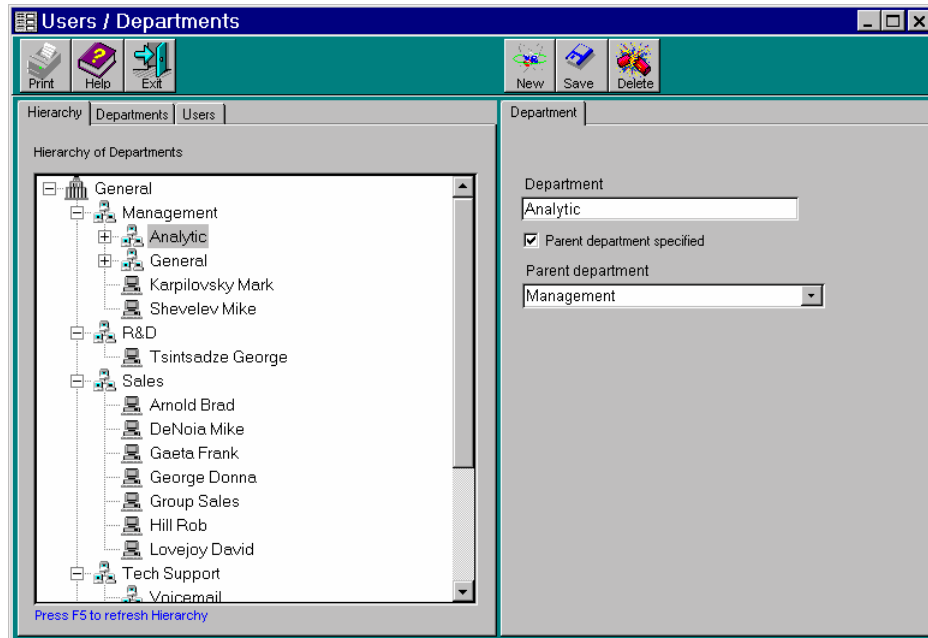 Users / Departments
Print Help Exit New Save Delete
Hierarchy Departments Users
Hierarchy of Departments
General
Management
Analytic
General
Karpilovsky Mark
Shevelev Mike
R&D
Tsintsadze George
Sales
Arnold Brad
DeNoia Mike
Gaeta Frank
George Donna
Group Sales
Hill Rob
Lovejoy David
Tech Support
Voicemail
Press F5 to refresh Hierarchy
Department
Department
Analytic
Parent department specified
Parent department
Management